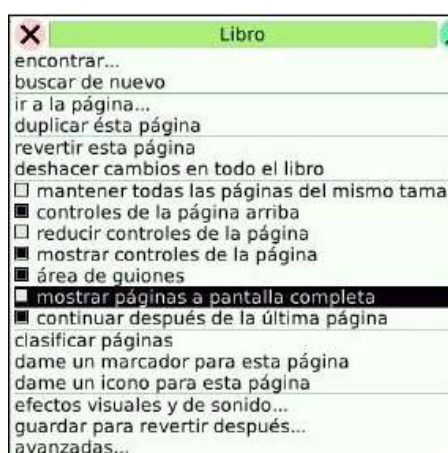 Libro
encontrar...
buscar de nuevo
ir a la página...
duplicar ésta página
revertir esta página
deshacer cambios en todo el libro
mantener todas las páginas del mismo tama
controles de la página arriba
reducir controles de la página
mostrar controles de la página
área de guiones
mostrar páginas a pantalla completa
continuar después de la última página
clasificar páginas
dame un marcador para esta página
dame un icono para esta página
efectos visuales y de sonido...
guardar para revertir después...
avanzadas...